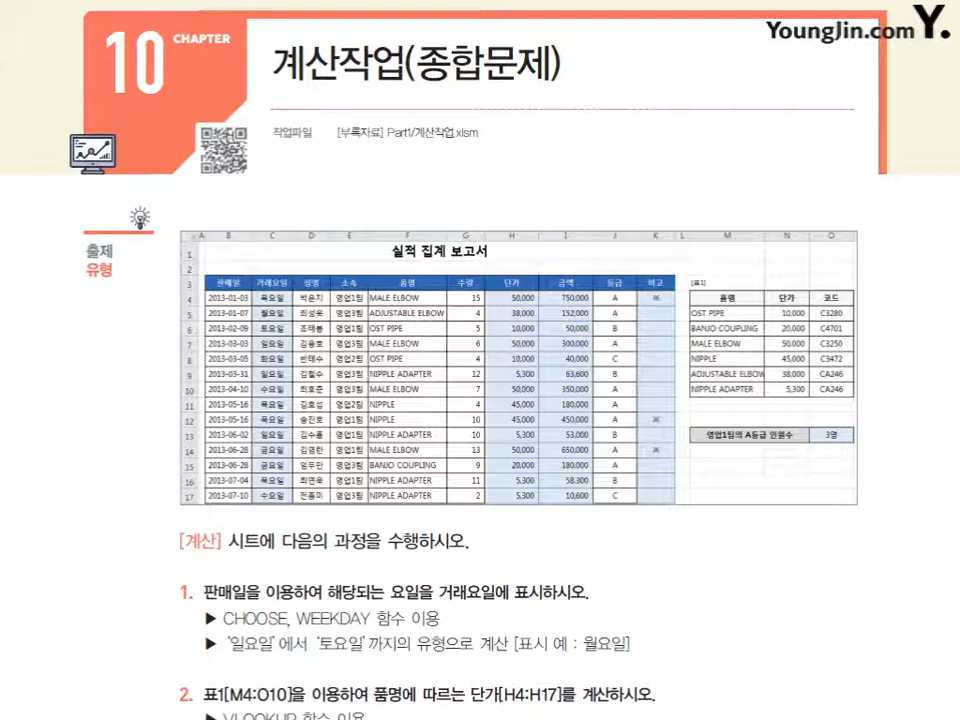 YoungJin.com Y.
10 CHAPTER
계산작업(종합문제)
작업파일 [부록자료] Part1/계산작업.xlsm
출제
유형
A B C D E F G H I J K L M N O
1 실적 집계 보고서
2
3 판매일 거래요일 성명 소속 품명 수량 단가 금액 등급 비고 [표1]
4 2013-01-03 목요일 박은지 영업1팀 MALE ELBOW 15 50,000 750,000 A ※ 품명 단가 코드
5 2013-01-07 월요일 최성욱 영업3팀 ADJUSTABLE ELBOW 4 38,000 152,000 A OST PIPE 10,000 C3280
6 2013-02-09 토요일 조태봉 영업1팀 OST PIPE 5 10,000 50,000 B BANJO COUPLING 20,000 C4701
7 2013-03-03 일요일 김용호 영업3팀 MALE ELBOW 6 50,000 300,000 A MALE ELBOW 50,000 C3250
8 2013-03-05 화요일 반태수 영업2팀 OST PIPE 4 10,000 40,000 C NIPPLE 45,000 C3472
9 2013-03-31 일요일 김철수 영업3팀 NIPPLE ADAPTER 12 5,300 63,600 B ADJUSTABLE ELBOW 38,000 CA246
10 2013-04-10 수요일 최호준 영업3팀 MALE ELBOW 7 50,000 350,000 A NIPPLE ADAPTER 5,300 CA246
11 2013-05-16 목요일 김호섭 영업2팀 NIPPLE 4 45,000 180,000 A
12 2013-05-16 목요일 송진호 영업1팀 NIPPLE 10 45,000 450,000 A ※
13 2013-06-02 일요일 김수홍 영업1팀 NIPPLE ADAPTER 10 5,300 53,000 B 영업1팀의 A등급 인원수 3명
14 2013-06-28 금요일 김영란 영업1팀 MALE ELBOW 13 50,000 650,000 A ※
15 2013-06-28 금요일 임두만 영업3팀 BANJO COUPLING 9 20,000 180,000 A
16 2013-07-04 목요일 최연욱 영업1팀 NIPPLE ADAPTER 11 5,300 58,300 B
17 2013-07-10 수요일 전종미 영업3팀 NIPPLE ADAPTER 2 5,300 10,600 C
[계산] 시트에 다음의 과정을 수행하시오.
1. 판매일을 이용하여 해당되는 요일을 거래요일에 표시하시오.
▶ CHOOSE, WEEKDAY 함수 이용
▶ '일요일'에서 '토요일'까지의 유형으로 계산 [표시 예 : 월요일]
2. 표1[M4:O10]을 이용하여 품명에 따르는 단가[H4:H17]를 계산하시오.
▶ VLOOKUP 함수 이용